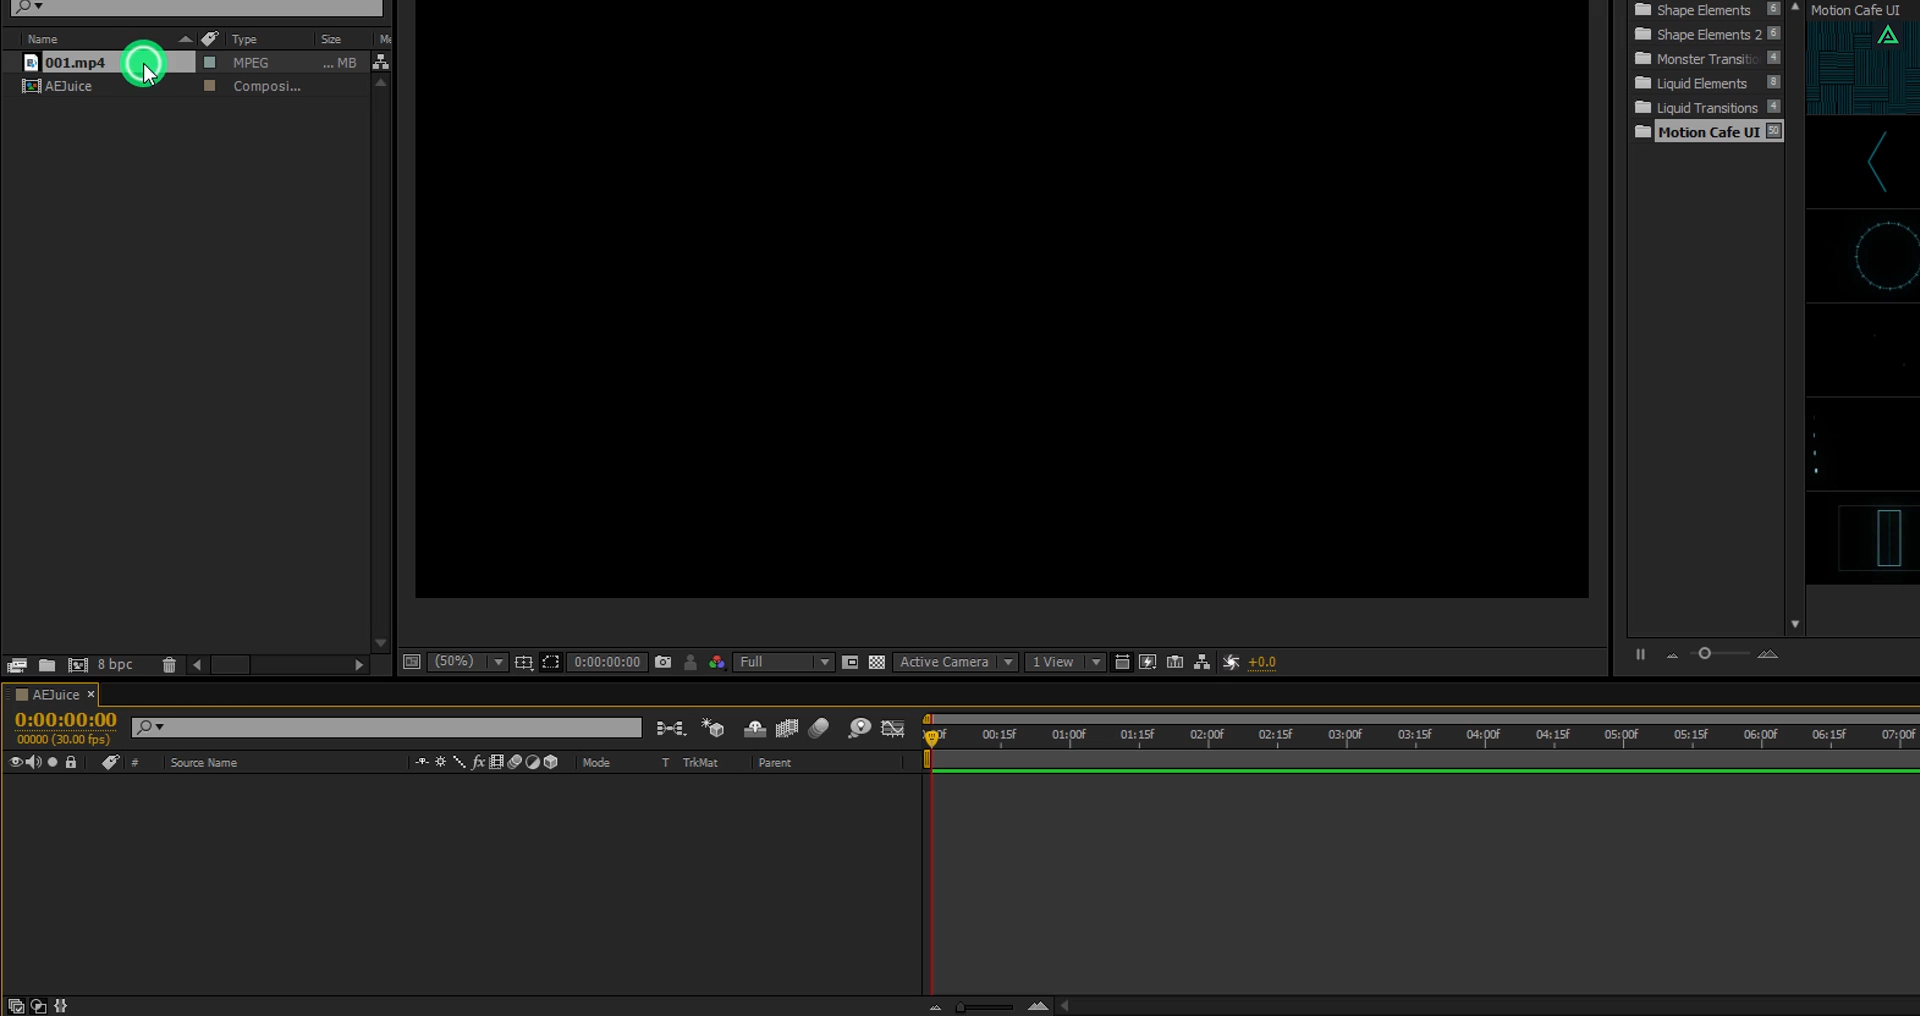 Name Type Size Me
001.mp4 MPEG ... MB
AEJuice Composi...
8 bpc
(50%) 0:00:00:00 Full Active Camera 1 View +0.0
Shape Elements 6
Shape Elements 2 6
Monster Transitio 4
Liquid Elements 8
Liquid Transitions 4
Motion Cafe UI 50
Motion Cafe UI
AEJuice ×
0:00:00:00
00000 (30.00 fps)
# Source Name fx Mode T TrkMat Parent
00:15f 01:00f 01:15f 02:00f 02:15f 03:00f 03:15f 04:00f 04:15f 05:00f 05:15f 06:00f 06:15f 07:00f